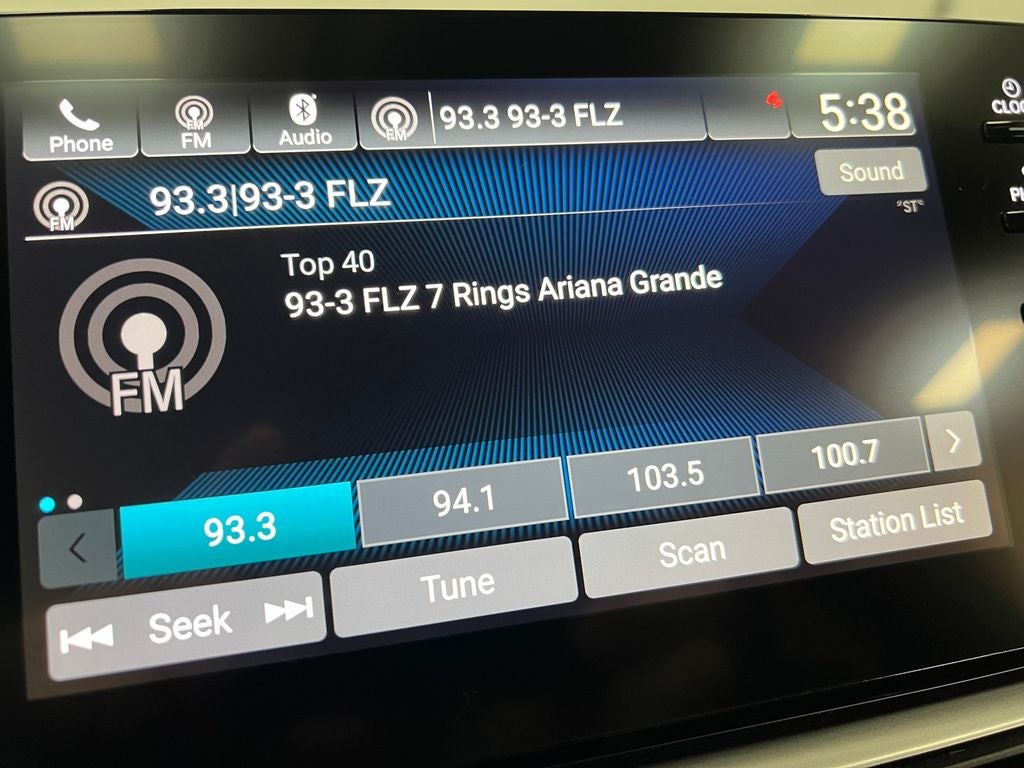 Phone
FM
FM
Audio
FM
93.3 93-3 FLZ
5:38
CLOC
FM
93.3|93-3 FLZ
Sound
"ST"
Top 40
93-3 FLZ 7 Rings Ariana Grande
FM
93.3
94.1
103.5
100.7
Seek
Tune
Scan
Station List